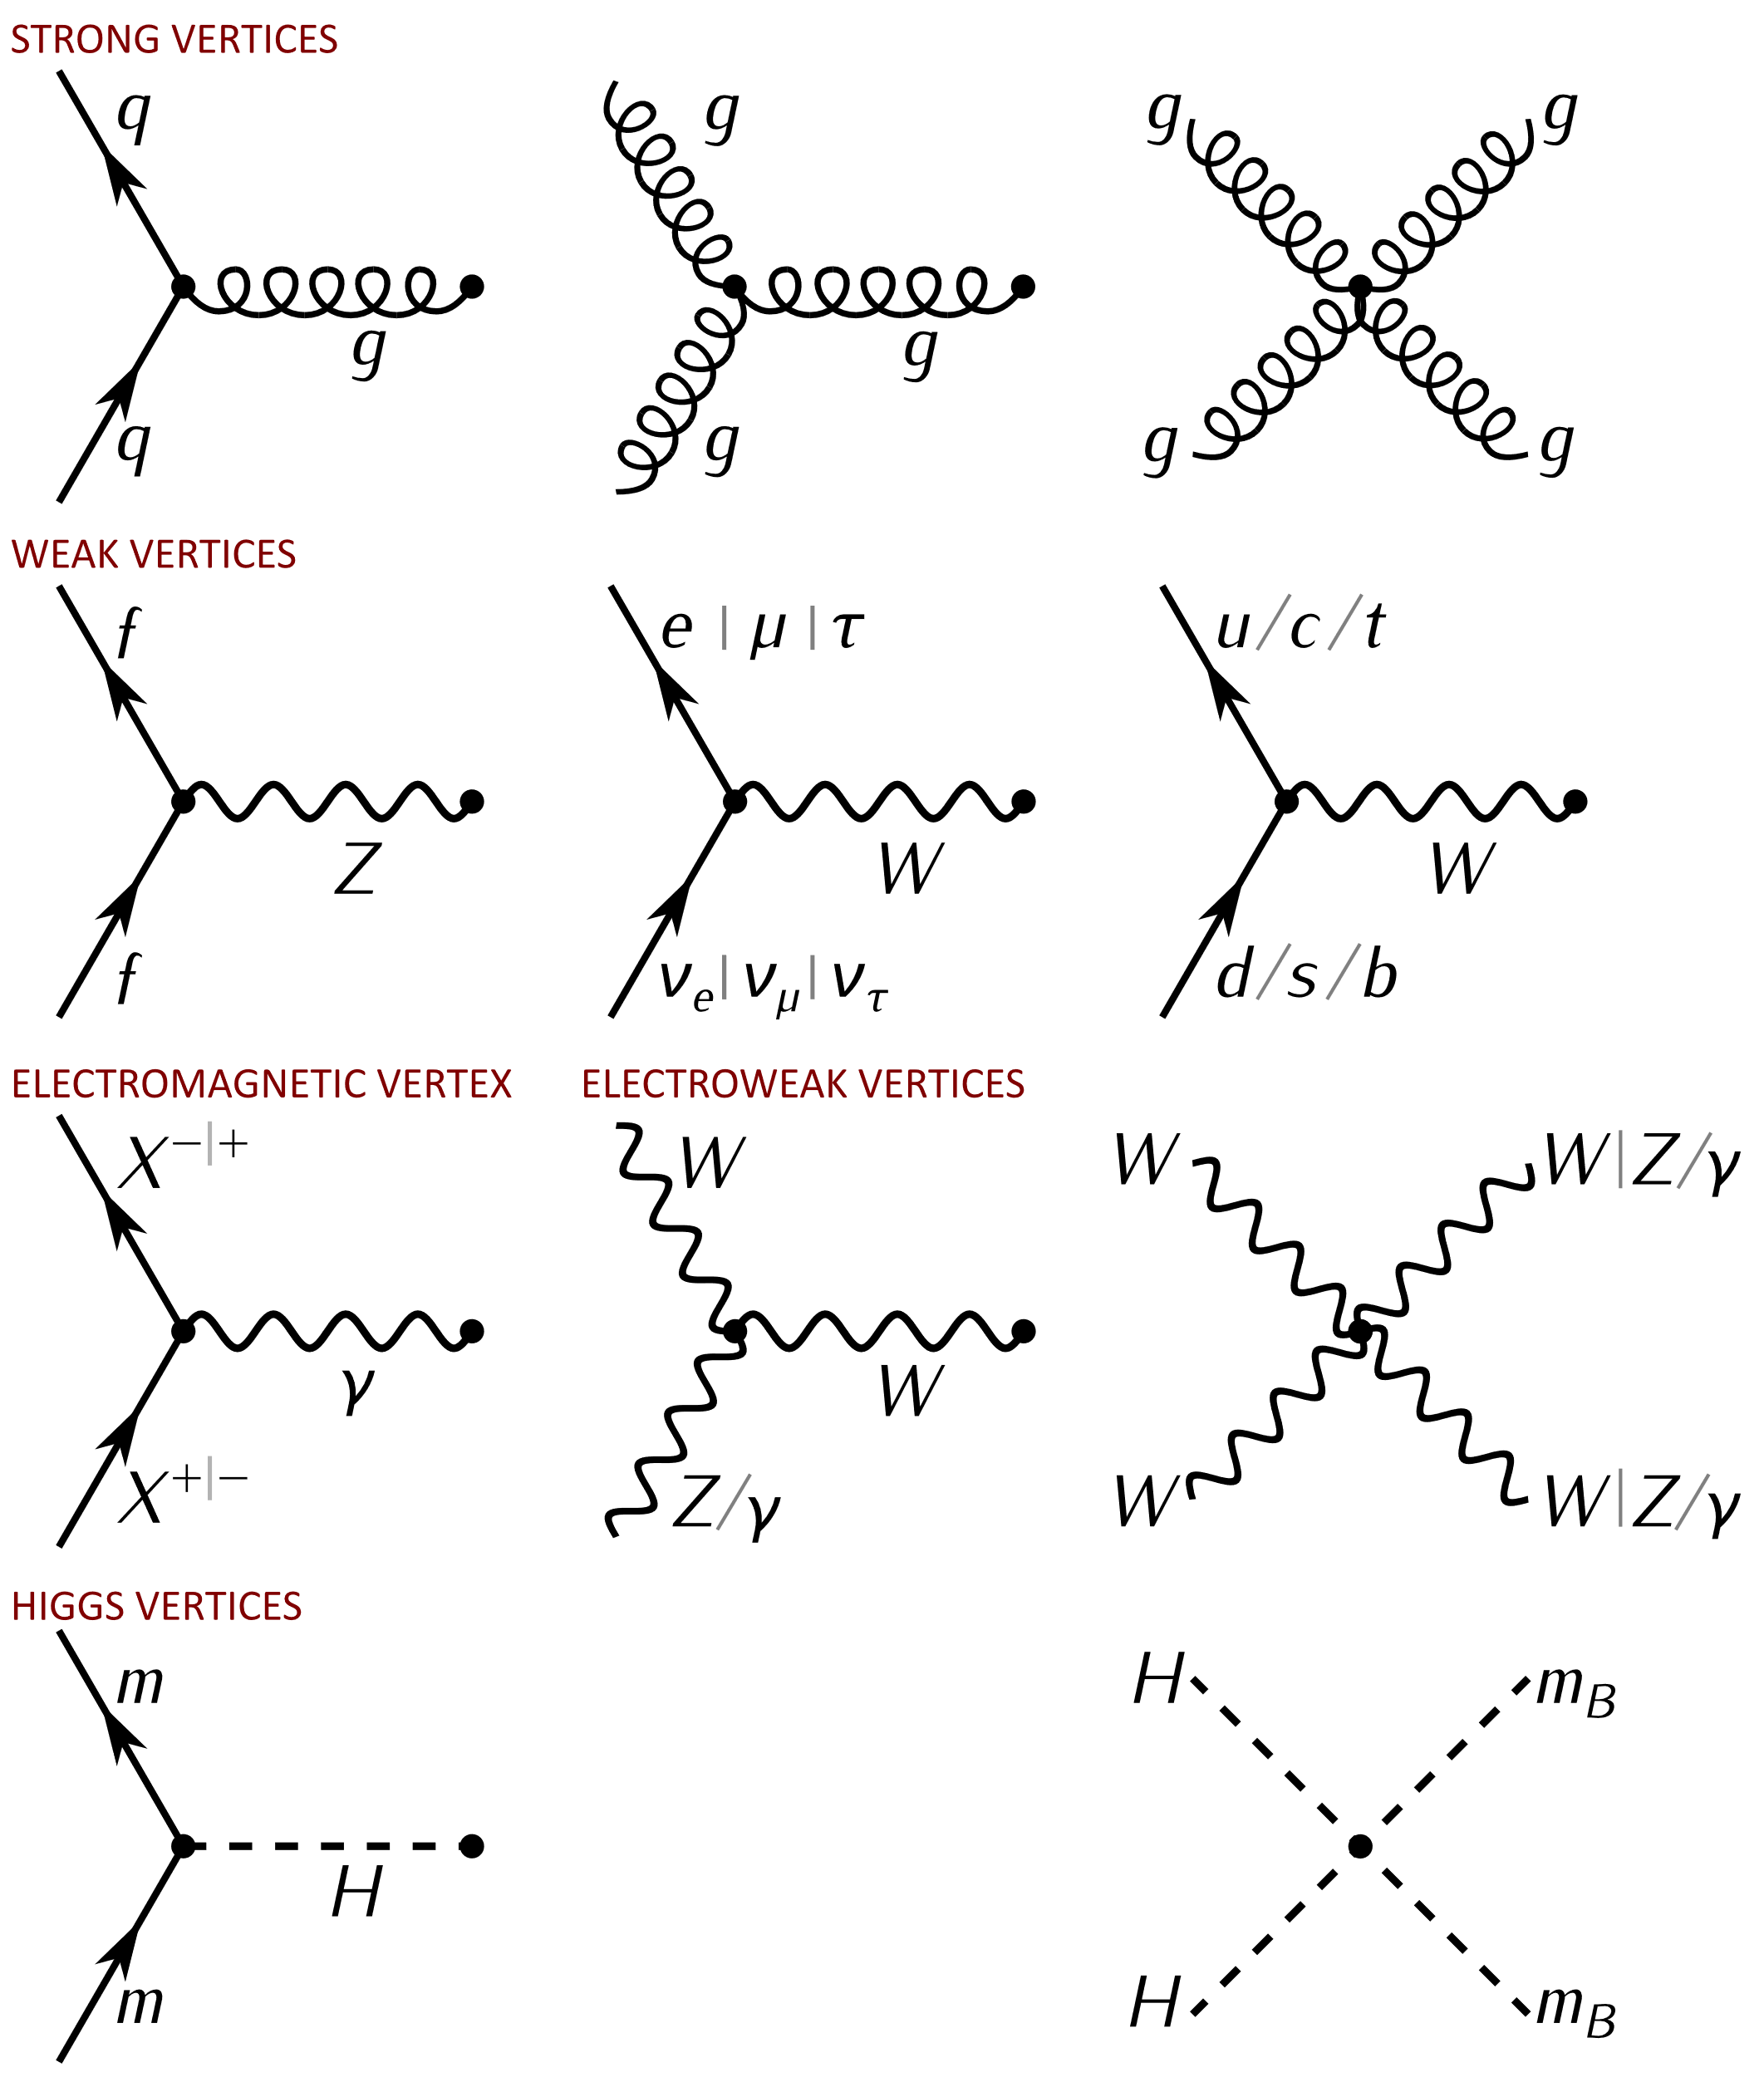 STRONG VERTICES
q g g g
g
g
q g g g
WEAK VERTICES
f e | μ | τ u/c/t
Z W W
f νe | νμ | ντ d/s/b
ELECTROMAGNETIC VERTEX ELECTROWEAK VERTICES
X−|+ W W W|Z/γ
γ W
X+|− Z/γ W W|Z/γ
HIGGS VERTICES
m H mB
H
m H mB